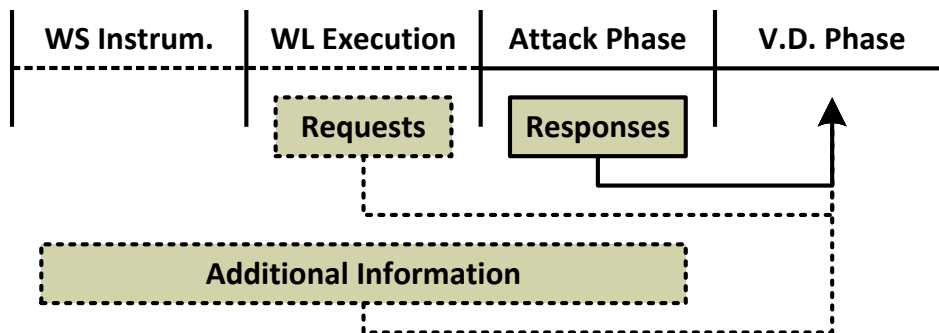 WS Instrum. WL Execution Attack Phase V.D. Phase
Requests Responses
Additional Information